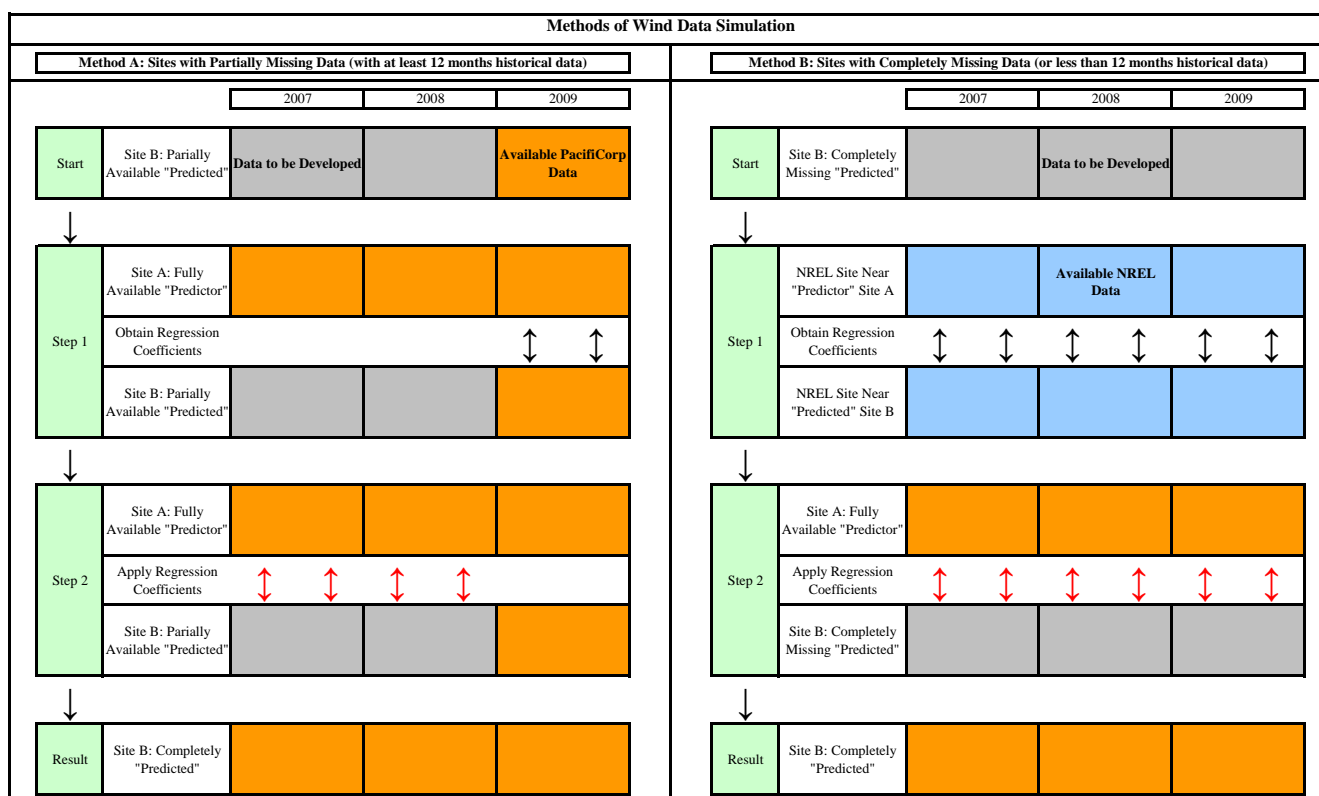 Methods of Wind Data Simulation
Method A: Sites with Partially Missing Data (with at least 12 months historical data)
2007 2008 2009
Start
Site B: Parially
Available "Predicted"
Data to be Developed
Available PacifiCorp
Data
↓
Step 1
Site A: Fully
Available "Predictor"
Obtain Regression
Coefficients
Site B: Parially
Available "Predicted"
↓
Step 2
Site A: Fully
Available "Predictor"
Apply Regression
Coefficients
Site B: Parially
Available "Predicted"
↓
Result
Site B: Completely
"Predicted"
Method B: Sites with Completely Missing Data (or less than 12 months historical data)
2007 2008 2009
Start
Site B: Completely
Missing "Predicted"
Data to be Developed
↓
Step 1
NREL Site Near
"Predictor" Site A
Available NREL
Data
Obtain Regression
Coefficients
NREL Site Near
"Predicted" Site B
↓
Step 2
Site A: Fully
Available "Predictor"
Apply Regression
Coefficients
Site B: Completely
Missing "Predicted"
↓
Result
Site B: Completely
"Predicted"